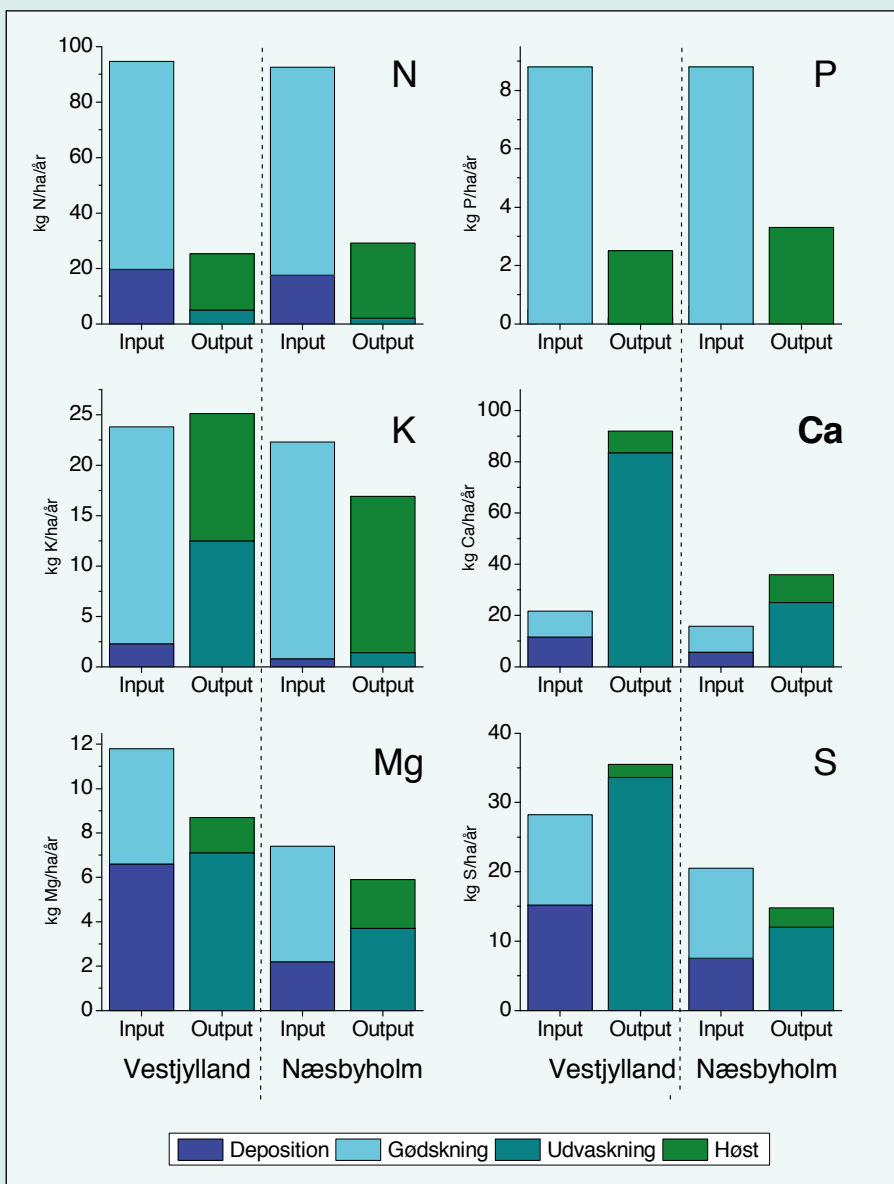 N
kg N/ha/år
100
80
60
40
20
0
Input Output Input Output
P
kg P/ha/år
8
6
4
2
0
Input Output Input Output
K
kg K/ha/år
25
20
15
10
5
0
Input Output Input Output
Ca
kg Ca/ha/år
100
80
60
40
20
0
Input Output Input Output
Mg
kg Mg/ha/år
12
10
8
6
4
2
0
Input Output Input Output
Vestjylland Næsbyholm
S
kg S/ha/år
40
30
20
10
0
Input Output Input Output
Vestjylland Næsbyholm
Deposition Gødskning Udvaskning Høst